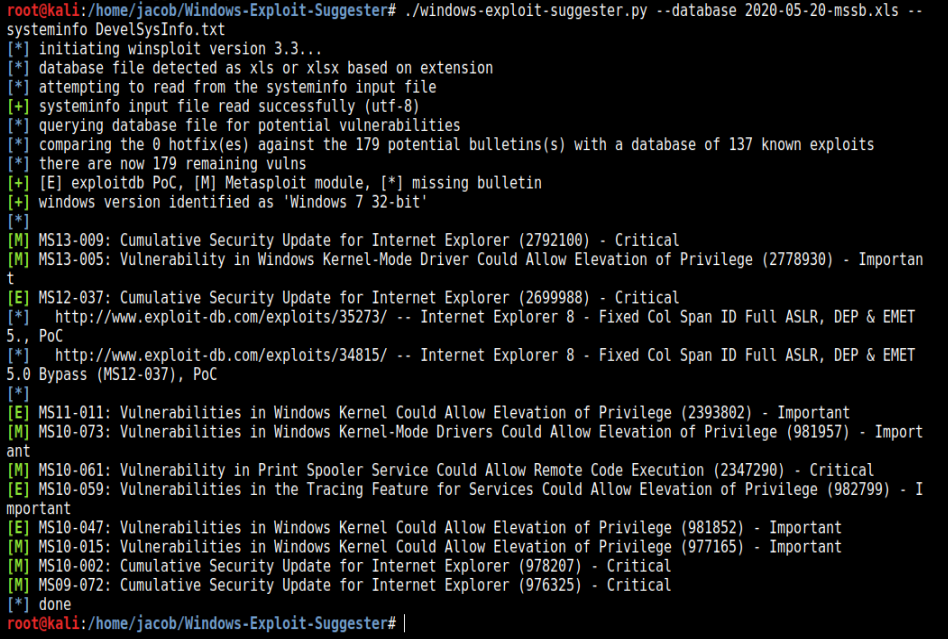 root@kali:/home/jacob/Windows-Exploit-Suggester# ./windows-exploit-suggester.py --database 2020-05-20-mssb.xls --
systeminfo DevelSysInfo.txt
[*] initiating winsploit version 3.3...
[*] database file detected as xls or xlsx based on extension
[*] attempting to read from the systeminfo input file
[+] systeminfo input file read successfully (utf-8)
[*] querying database file for potential vulnerabilities
[*] comparing the 0 hotfix(es) against the 179 potential bulletins(s) with a database of 137 known exploits
[*] there are now 179 remaining vulns
[+] [E] exploitdb PoC, [M] Metasploit module, [*] missing bulletin
[+] windows version identified as 'Windows 7 32-bit'
[*]
[M] MS13-009: Cumulative Security Update for Internet Explorer (2792100) - Critical
[M] MS13-005: Vulnerability in Windows Kernel-Mode Driver Could Allow Elevation of Privilege (2778930) - Importan
t
[E] MS12-037: Cumulative Security Update for Internet Explorer (2699988) - Critical
[*]   http://www.exploit-db.com/exploits/35273/ -- Internet Explorer 8 - Fixed Col Span ID Full ASLR, DEP & EMET
5., PoC
[*]   http://www.exploit-db.com/exploits/34815/ -- Internet Explorer 8 - Fixed Col Span ID Full ASLR, DEP & EMET
5.0 Bypass (MS12-037), PoC
[*]
[E] MS11-011: Vulnerabilities in Windows Kernel Could Allow Elevation of Privilege (2393802) - Important
[M] MS10-073: Vulnerabilities in Windows Kernel-Mode Drivers Could Allow Elevation of Privilege (981957) - Import
ant
[M] MS10-061: Vulnerability in Print Spooler Service Could Allow Remote Code Execution (2347290) - Critical
[E] MS10-059: Vulnerabilities in the Tracing Feature for Services Could Allow Elevation of Privilege (982799) - I
mportant
[E] MS10-047: Vulnerabilities in Windows Kernel Could Allow Elevation of Privilege (981852) - Important
[M] MS10-015: Vulnerabilities in Windows Kernel Could Allow Elevation of Privilege (977165) - Important
[M] MS10-002: Cumulative Security Update for Internet Explorer (978207) - Critical
[M] MS09-072: Cumulative Security Update for Internet Explorer (976325) - Critical
[*] done
root@kali:/home/jacob/Windows-Exploit-Suggester#